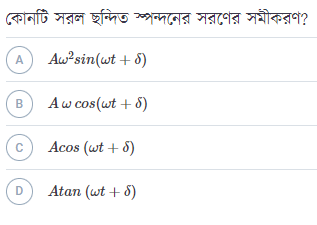 কোনটি সরল ছন্দিত স্পন্দনের সরণের সমীকরণ?
A Aω²sin(ωt + δ)
B A ω cos(ωt + δ)
C Acos (ωt + δ)
D Atan (ωt + δ)